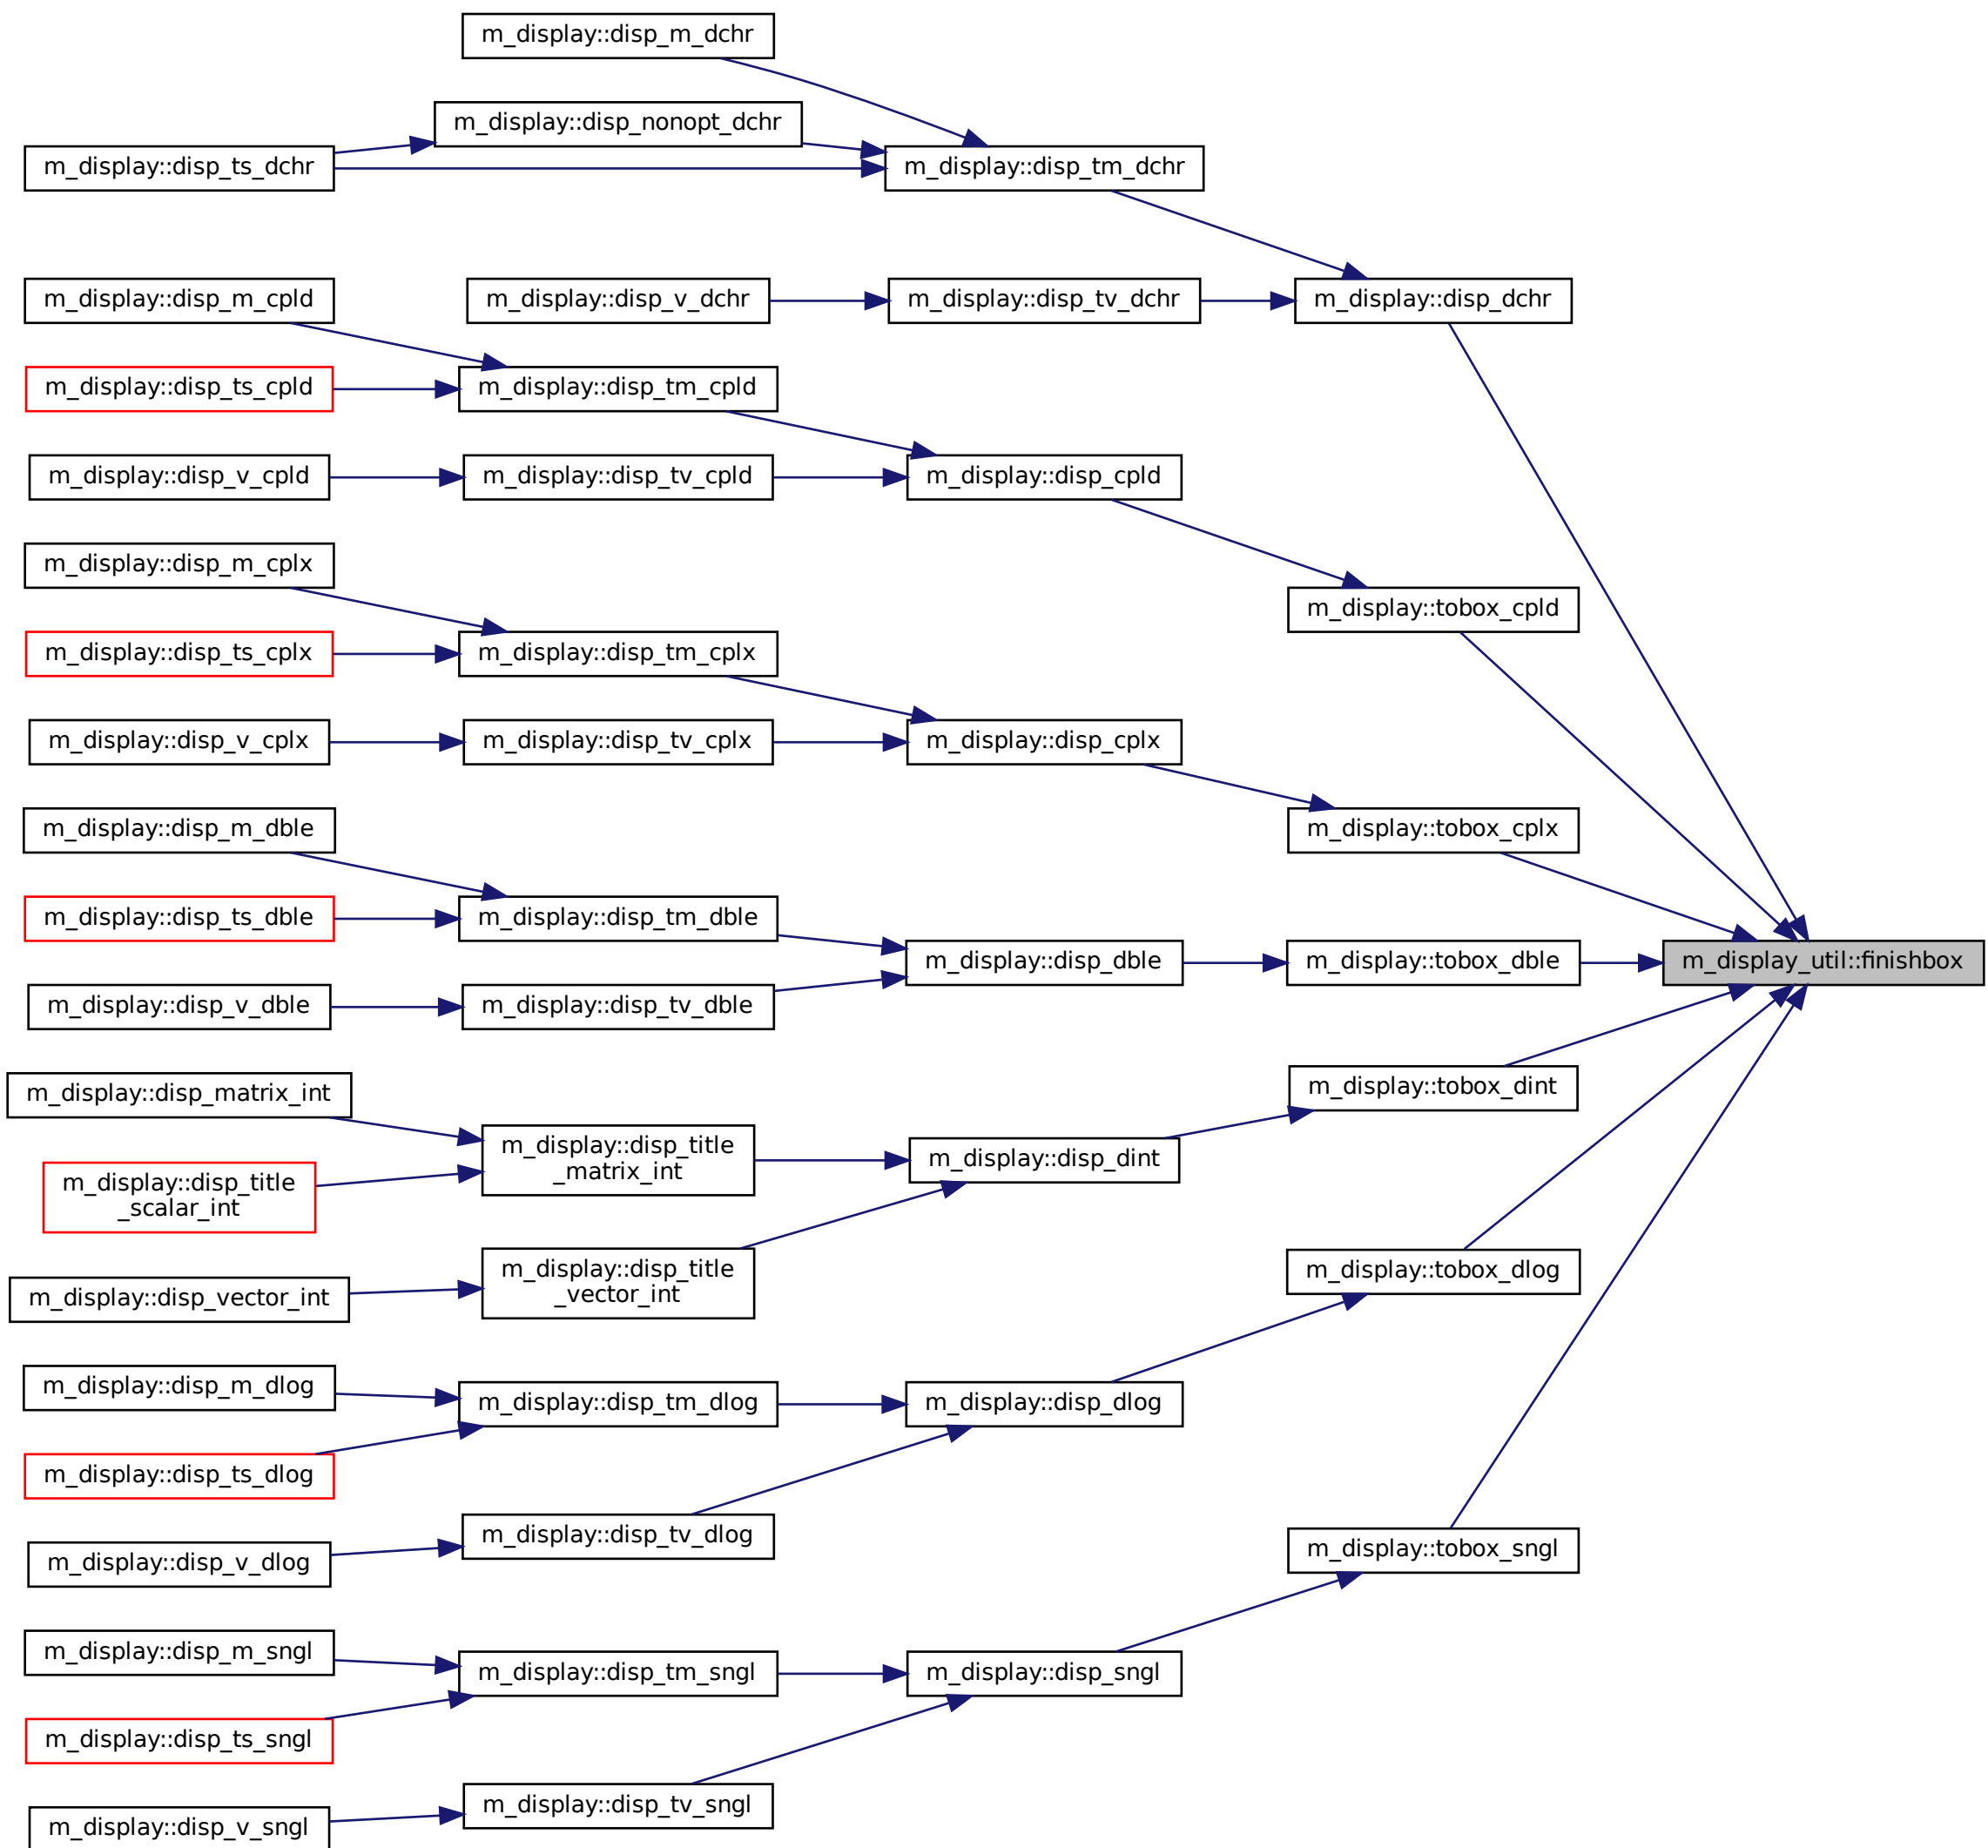 m_display::disp_m_dchr
m_display::disp_nonopt_dchr
m_display::disp_ts_dchr
m_display::disp_tm_dchr
m_display::disp_m_cpld
m_display::disp_v_dchr
m_display::disp_tv_dchr
m_display::disp_dchr
m_display::disp_ts_cpld
m_display::disp_tm_cpld
m_display::disp_v_cpld
m_display::disp_tv_cpld
m_display::disp_cpld
m_display::disp_m_cplx
m_display::tobox_cpld
m_display::disp_ts_cplx
m_display::disp_tm_cplx
m_display::disp_v_cplx
m_display::disp_tv_cplx
m_display::disp_cplx
m_display::disp_m_dble
m_display::tobox_cplx
m_display::disp_ts_dble
m_display::disp_tm_dble
m_display::disp_dble
m_display::tobox_dble
m_display_util::finishbox
m_display::disp_v_dble
m_display::disp_tv_dble
m_display::disp_matrix_int
m_display::tobox_dint
m_display::disp_title
_matrix_int
m_display::disp_dint
m_display::disp_title
_scalar_int
m_display::disp_title
_vector_int
m_display::tobox_dlog
m_display::disp_vector_int
m_display::disp_m_dlog
m_display::disp_tm_dlog
m_display::disp_dlog
m_display::disp_ts_dlog
m_display::disp_tv_dlog
m_display::tobox_sngl
m_display::disp_v_dlog
m_display::disp_m_sngl
m_display::disp_tm_sngl
m_display::disp_sngl
m_display::disp_ts_sngl
m_display::disp_tv_sngl
m_display::disp_v_sngl